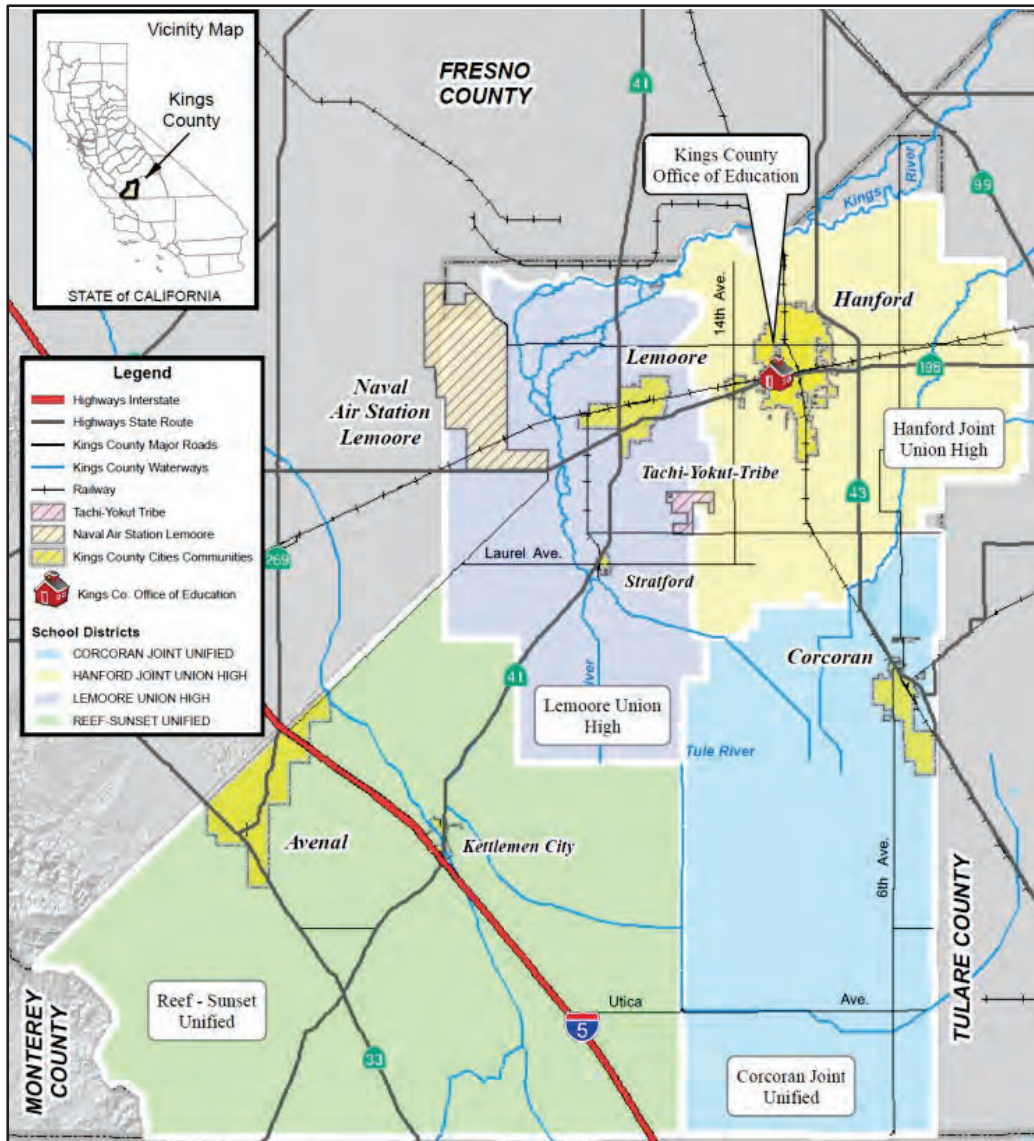 Vicinity Map
Kings
County
STATE of CALIFORNIA
FRESNO
COUNTY
41
99
Kings County
Office of Education
Kings
River
14th Ave.
Hanford
Lemoore
198
Naval
Air Station
Lemoore
Hanford Joint
Union High
Tachi-Yokut-Tribe
43
Legend
Highways Interstate
Highways State Route
Kings County Major Roads
Kings County Waterways
Railway
Tachi-Yokut Tribe
Naval Air Station Lemoore
Kings County Cities Communities
Kings Co. Office of Education
School Districts
CORCORAN JOINT UNIFIED
HANFORD JOINT UNION HIGH
LEMOORE UNION HIGH
REEF-SUNSET UNIFIED
269
Laurel Ave.
Stratford
Corcoran
41
iver
Lemoore Union
High
Tule River
Avenal
Kettlemen City
6th Ave.
TULARE COUNTY
MONTEREY
COUNTY
Reef - Sunset
Unified
Utica
Ave.
5
33
Corcoran Joint
Unified